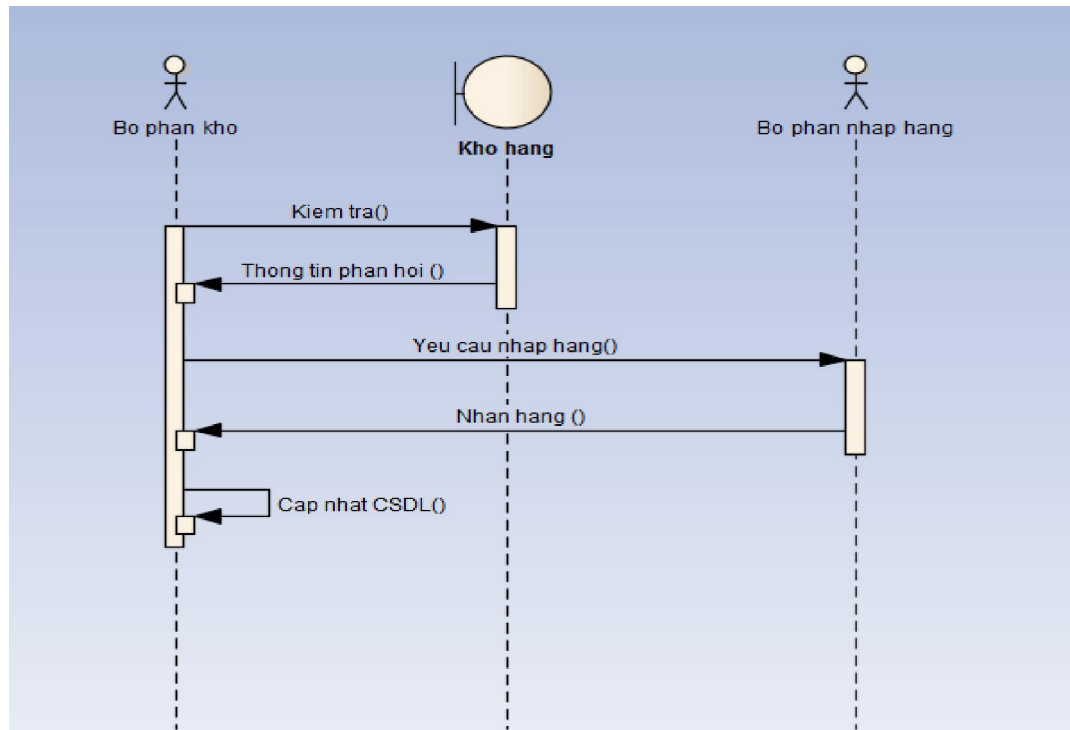 Bo phan kho
Kho hang
Bo phan nhap hang
Kiem tra()
Thong tin phan hoi ()
Yeu cau nhap hang()
Nhan hang ()
Cap nhat CSDL()